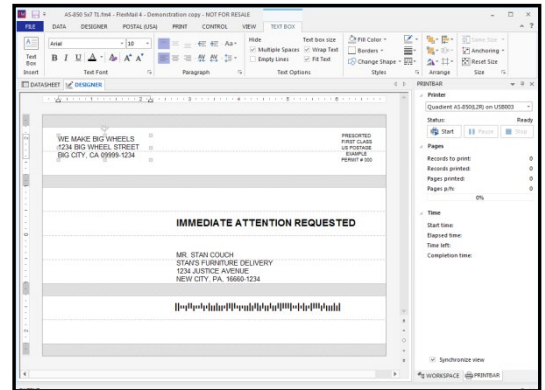 AS-850 5x7 TL.fm4 - FlexMail 4 - Demonstration copy - NOT FOR RESALE
FILE DATA DESIGNER POSTAL (USA) PHONE CONTROL VIEW TEXT BOX
Arial 10
Hide Text box size Fill Color Same Size
Multiple Spaces Wrap Text Borders Anchoring
Text Box B I U A Empty Lines Fit Text Change Shape Reset Size
Insert Text Font Paragraph Text Options Styles Arrange Size
DATASHEET DESIGNER
WE MAKE BIG WHEELS
1234 BIG WHEEL STREET
BIG CITY, CA 09999-1234
PRESORTED
FIRST CLASS
US POSTAGE
EXAMPLE
PERMIT # 000
IMMEDIATE ATTENTION REQUESTED
MR. STAN COUCH
STAN'S FURNITURE DELIVERY
1234 JUSTICE AVENUE
NEW CITY, PA. 16660-1234
PRINTBAR
Printer
Quadient AS-850(L2R) on USB003
Status: Ready
Start Pause Stop
Pages
Records to print: 0
Records printed: 0
Pages printed: 0
Pages p/h: 0
0%
Time
Start time:
Elapsed time:
Time left:
Completion time:
Synchronize view
WORKSPACE PRINTBAR